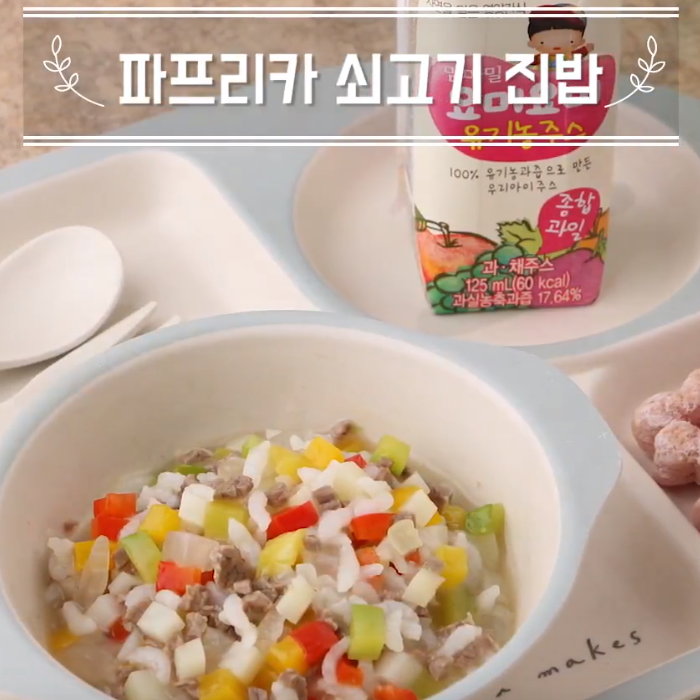 파프리카 쇠고기 진밥
유기농주스
100% 유기농과즙으로 만든
우리아이주스
종합
과일
과·채주스
125 mL(60 kcal)
과실농축과즙 17.64%
makes